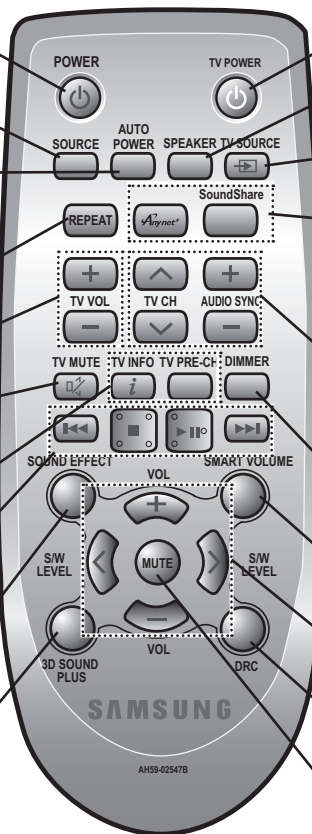 POWER
TV POWER
SOURCE
AUTO
POWER
SPEAKER
TV SOURCE
SoundShare
REPEAT
Anynet+
TV VOL
TV CH
AUDIO SYNC
TV MUTE
TV INFO
TV PRE-CH
DIMMER
i
SOUND EFFECT
VOL
SMART VOLUME
S/W
LEVEL
MUTE
S/W
LEVEL
VOL
3D SOUND
PLUS
DRC
SAMSUNG
AH59-02547B